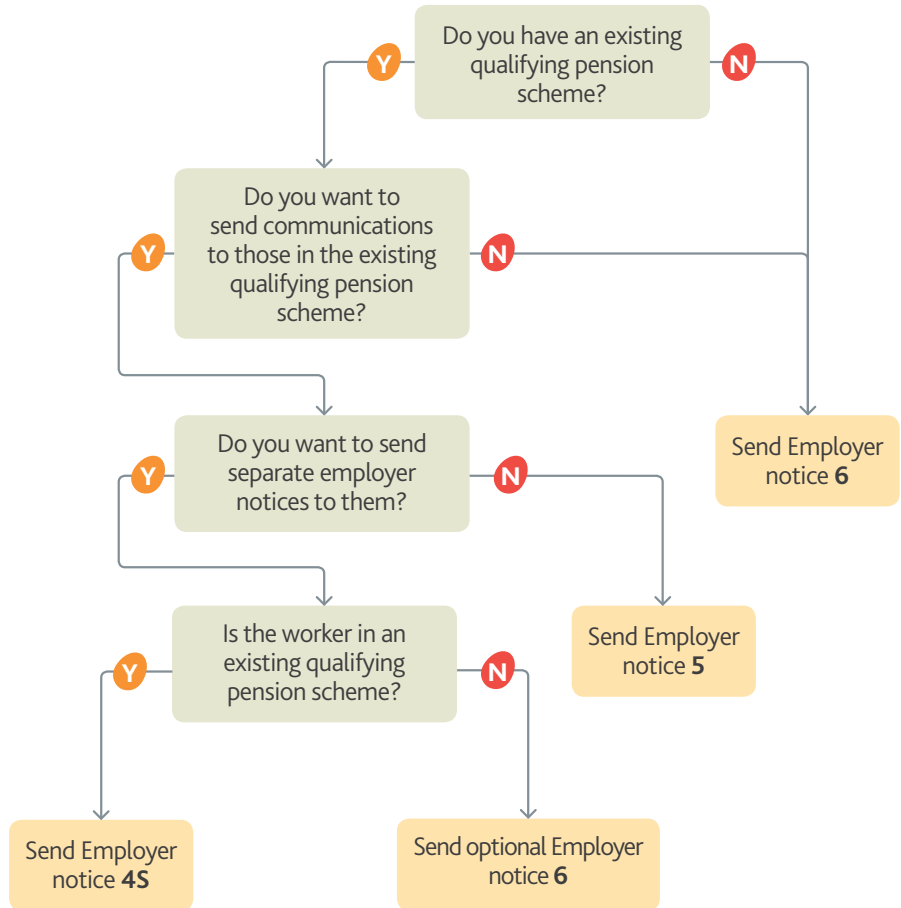 Do you have an existing
qualifying pension
scheme?
Y
N
Do you want to
send communications
to those in the existing
qualifying pension
scheme?
Y
N
Do you want to send
separate employer
notices to them?
Y
N
Send Employer
notice 6
Is the worker in an
existing qualifying
pension scheme?
Y
N
Send Employer
notice 5
Send Employer
notice 4S
Send optional Employer
notice 6